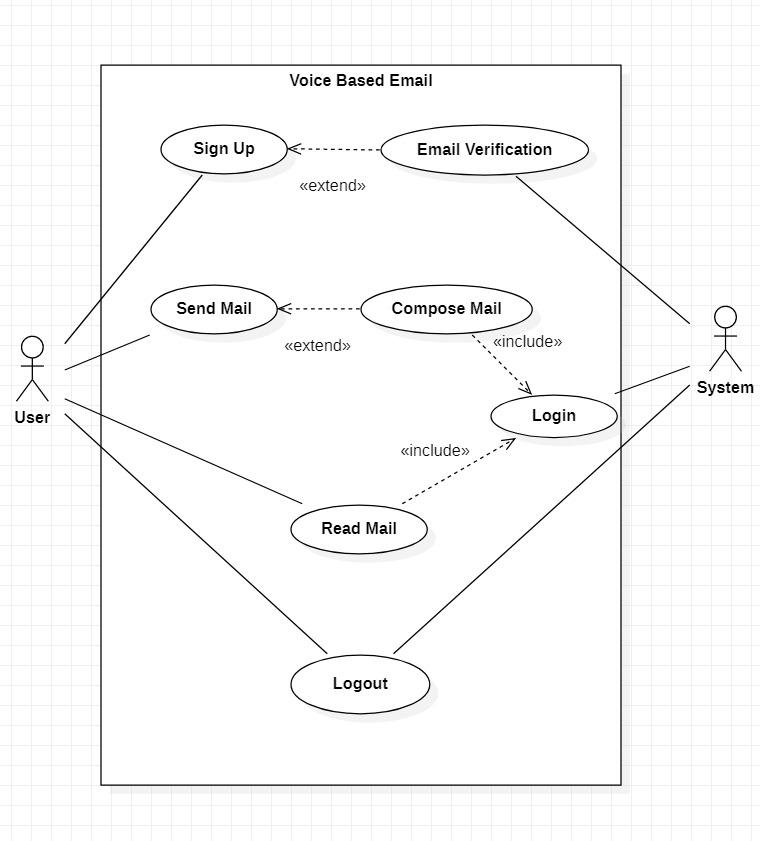 Voice Based Email
Sign Up
Email Verification
«extend»
Send Mail
Compose Mail
«extend»
«include»
User
System
Login
«include»
Read Mail
Logout